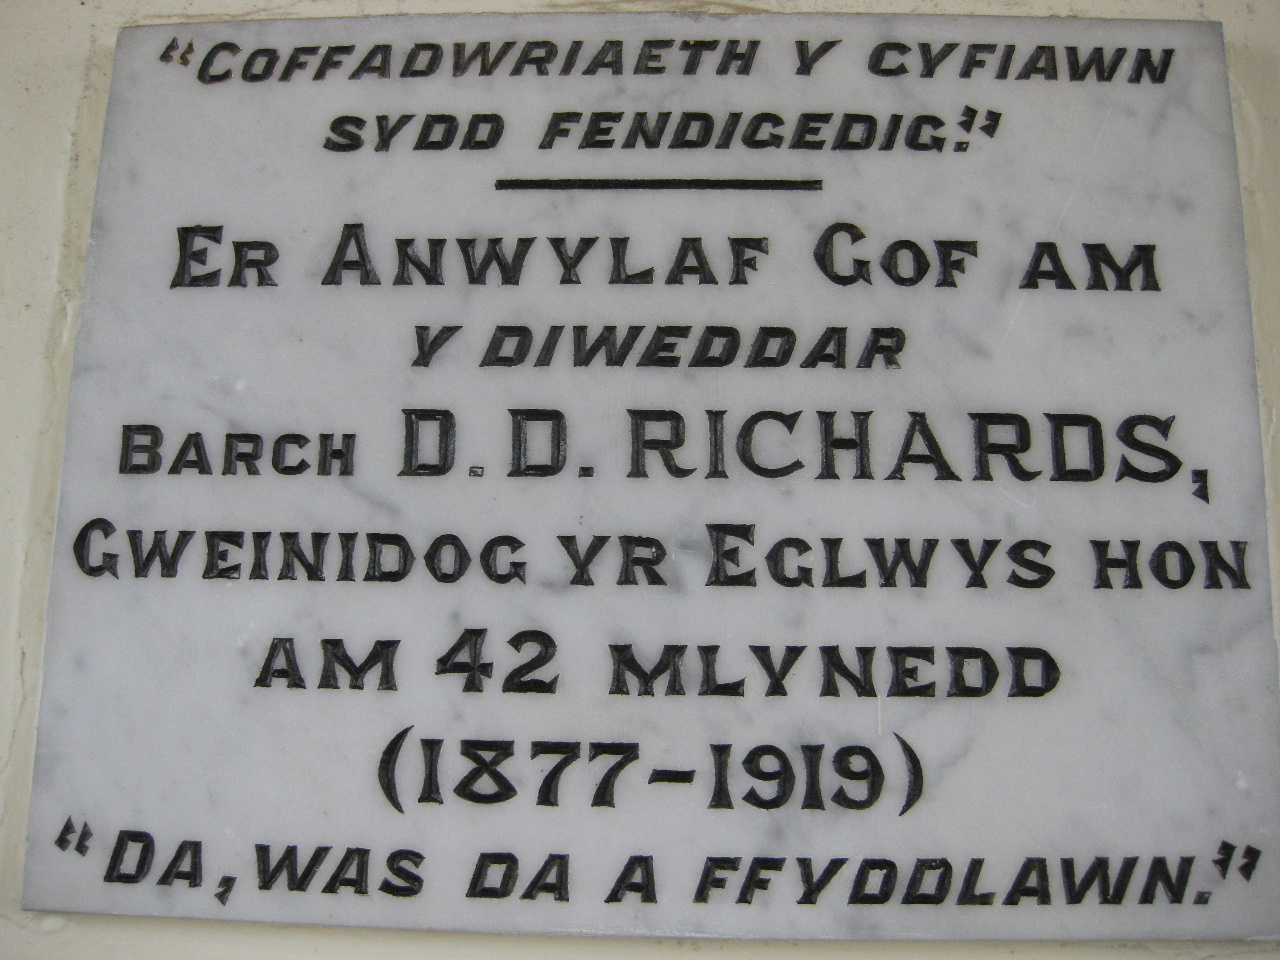 "COFFADWRIAETH Y CYFIAWN
SYDD FENDIGEDIG."
ER ANWYLAF GOF AM
Y DIWEDDAR
BARCH D. D. RICHARDS,
GWEINIDOG YR EGLWYS HON
AM 42 MLYNEDD
(1877-1919)
"DA, WAS DA A FFYDDLAWN."